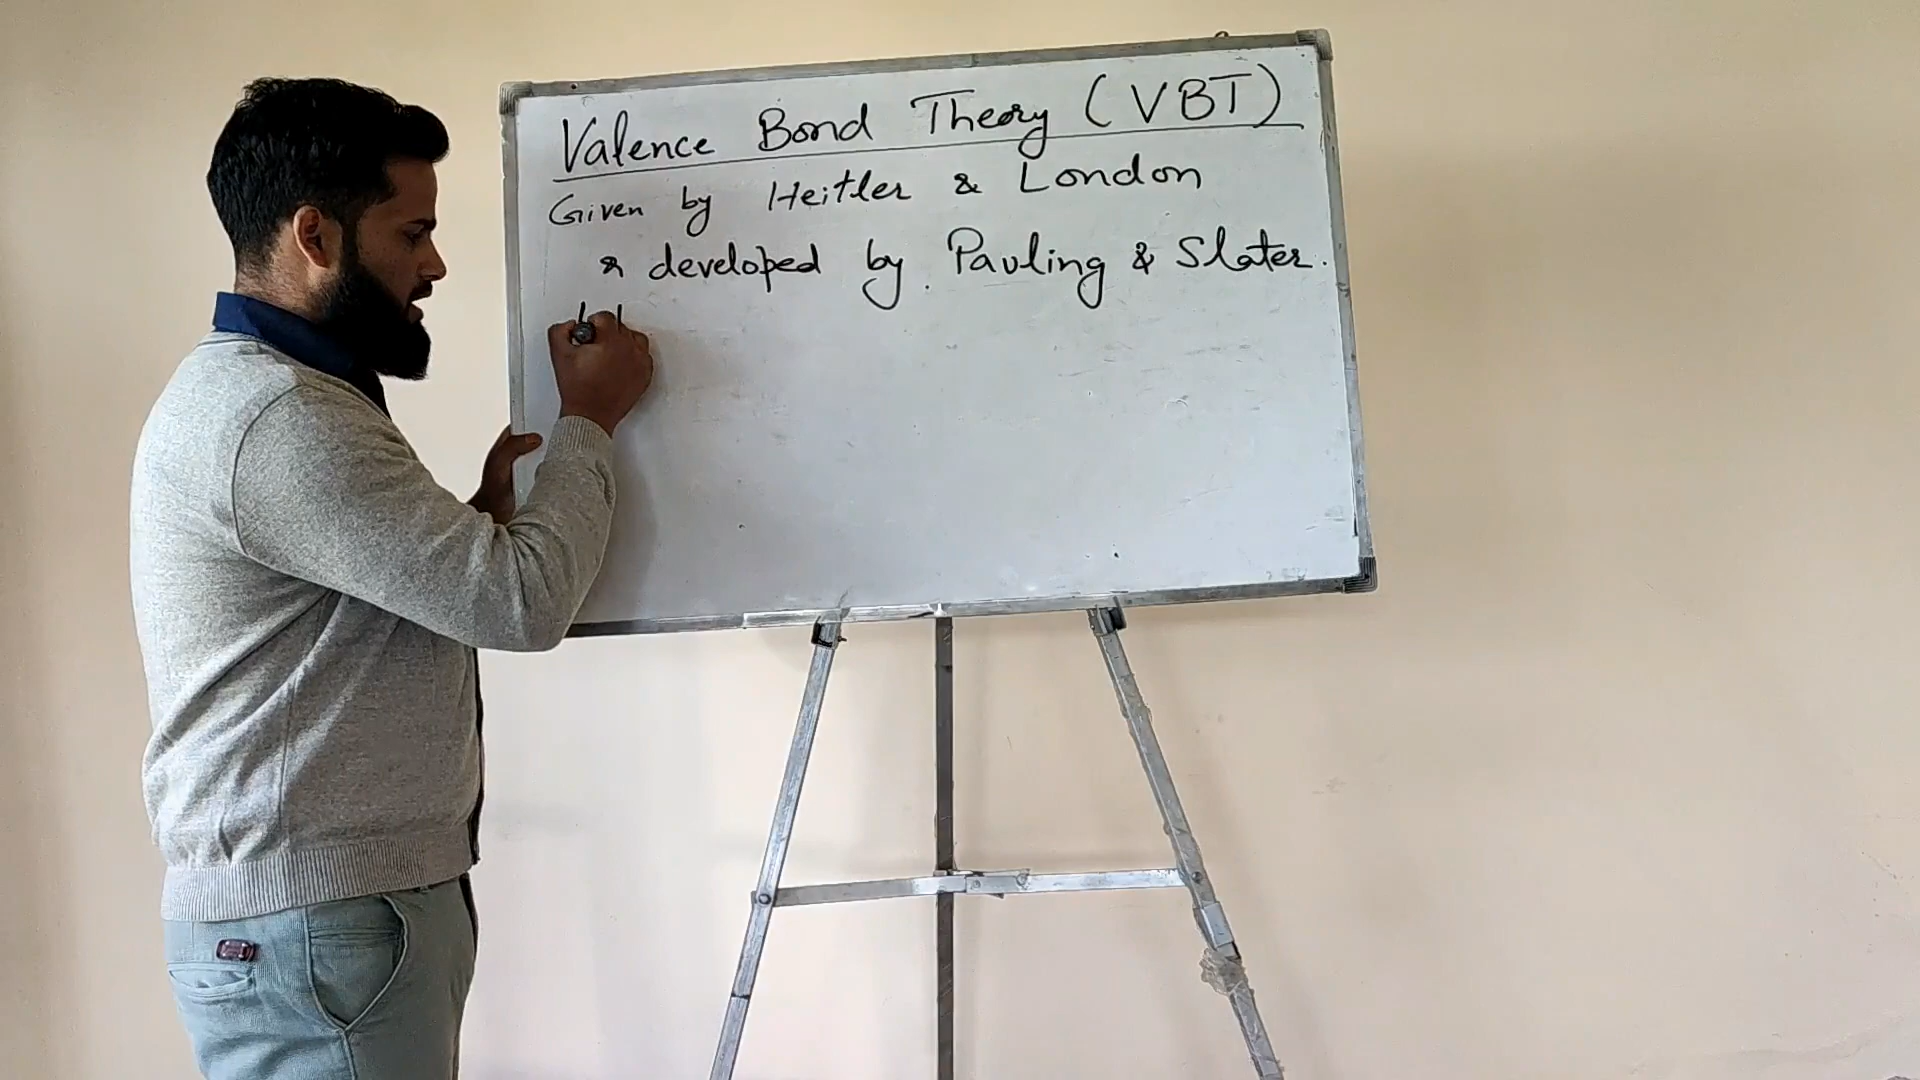 Valence Bond Theory (VBT)
Given by Heitler & London
& developed by Pauling & Slater.